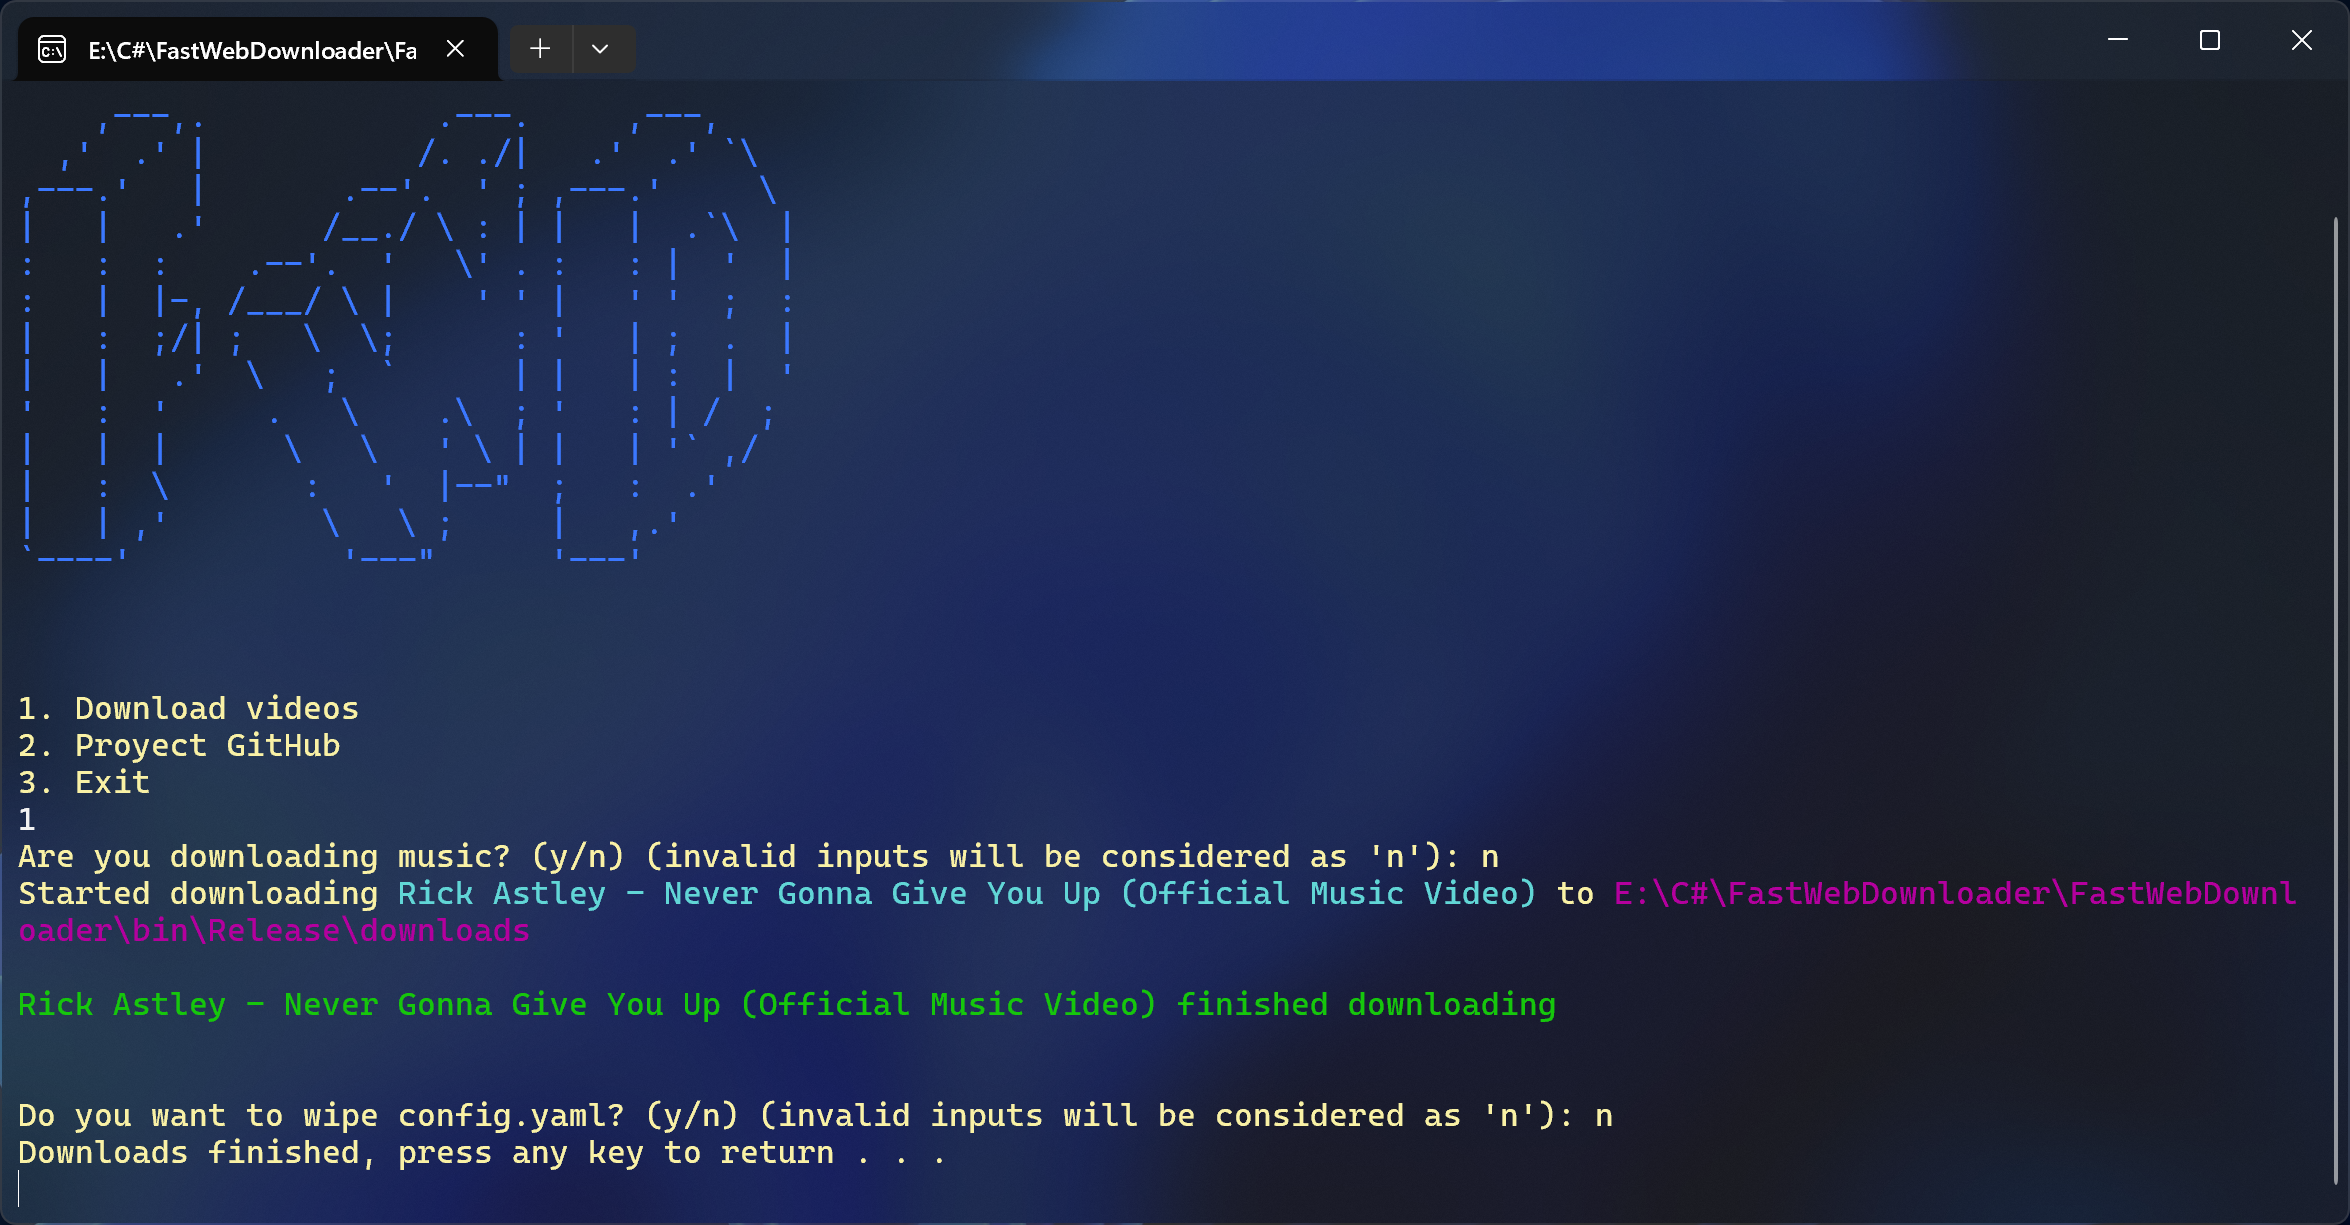 E:\C#\FastWebDownloader\Fa
FWD
1. Download videos
2. Proyect GitHub
3. Exit
1
Are you downloading music? (y/n) (invalid inputs will be considered as 'n'): n
Started downloading Rick Astley - Never Gonna Give You Up (Official Music Video) to E:\C#\FastWebDownloader\FastWebDownl
oader\bin\Release\downloads
Rick Astley - Never Gonna Give You Up (Official Music Video) finished downloading
Do you want to wipe config.yaml? (y/n) (invalid inputs will be considered as 'n'): n
Downloads finished, press any key to return . . .